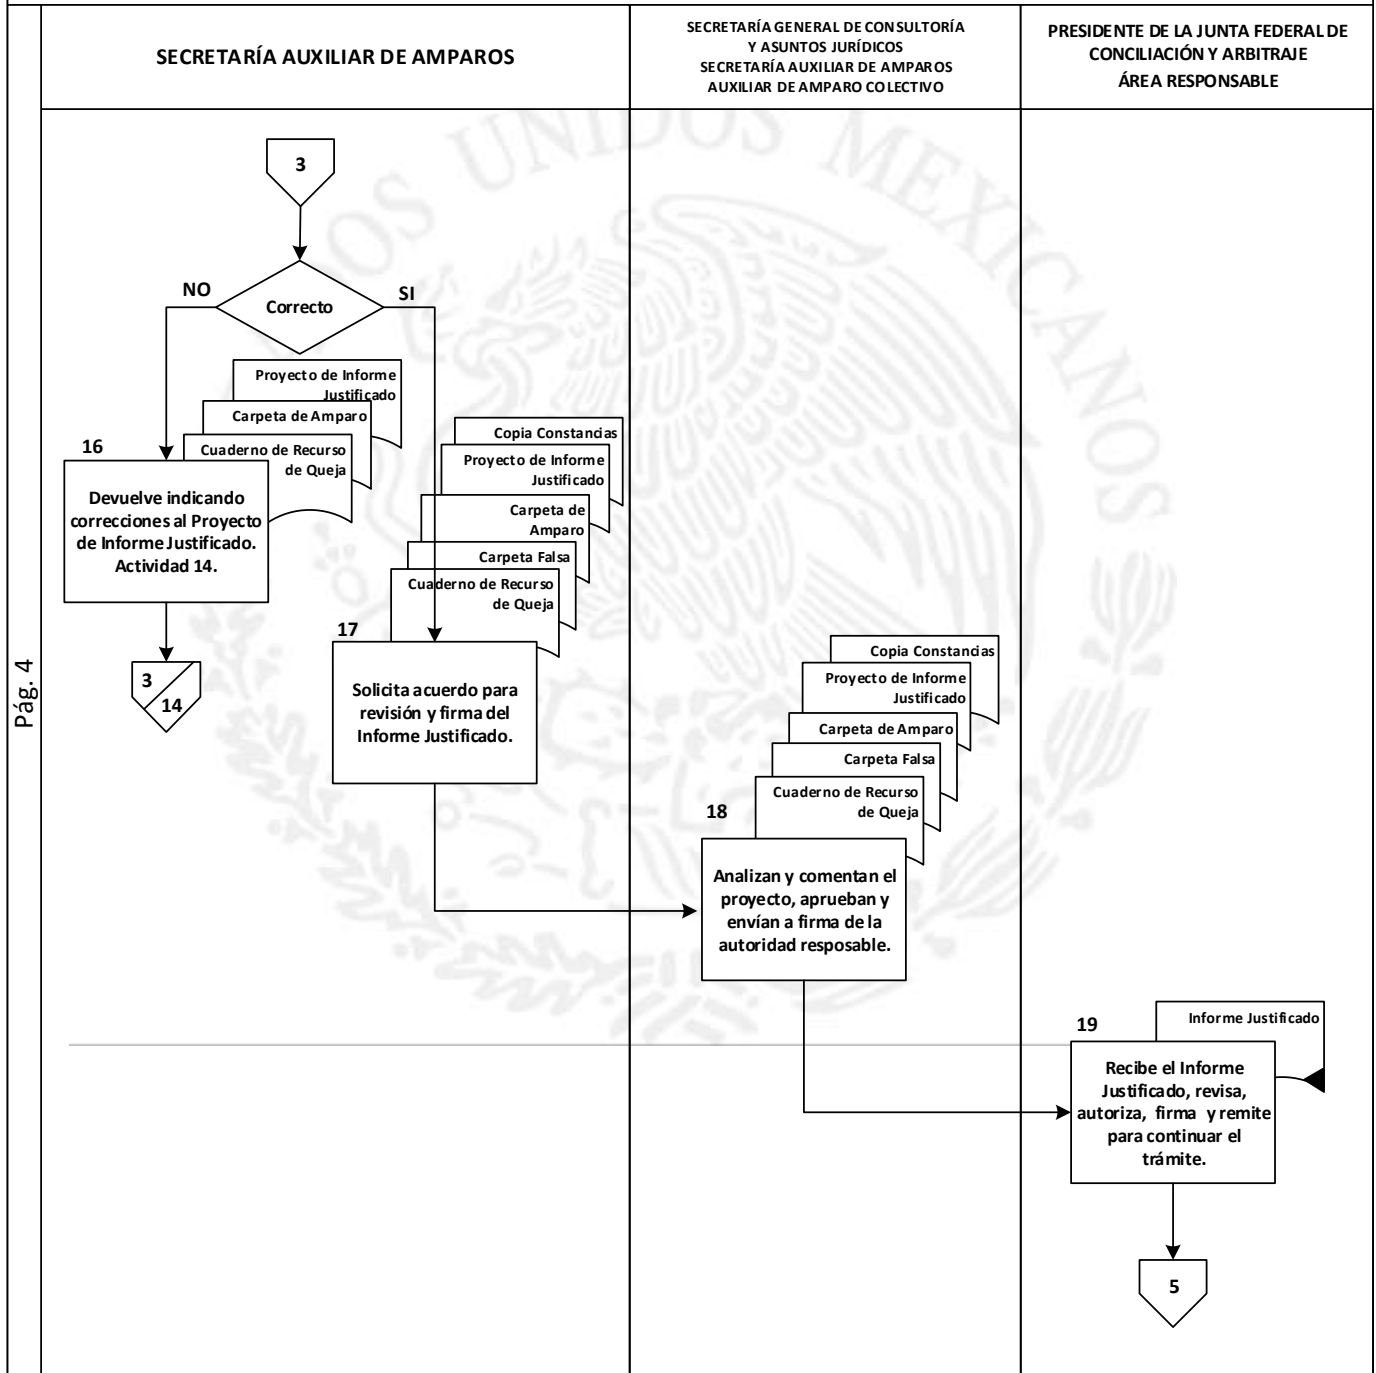 SECRETARÍA AUXILIAR DE AMPAROS
SECRETARÍA GENERAL DE CONSULTORÍA
Y ASUNTOS JURÍDICOS
SECRETARÍA AUXILIAR DE AMPAROS
AUXILIAR DE AMPARO COLECTIVO
PRESIDENTE DE LA JUNTA FEDERAL DE
CONCILIACIÓN Y ARBITRAJE
ÁREA RESPONSABLE
UNIDOS MEXICANOS
3
Correcto
NO
SI
Proyecto de Informe
Justificado
Carpeta de Amparo
Cuaderno de Recurso
de Queja
16
Devuelve indicando
correcciones al Proyecto
de Informe Justificado.
Actividad 14.
3
14
Copia Constancias
Proyecto de Informe
Justificado
Carpeta de
Amparo
Carpeta Falsa
Cuaderno de Recurso
de Queja
17
Solicita acuerdo para
revisión y firma del
Informe Justificado.
Copia Constancias
Proyecto de Informe
Justificado
Carpeta de Amparo
Carpeta Falsa
Cuaderno de Recurso
de Queja
18
Analizan y comentan el
proyecto, aprueban y
envían a firma de la
autoridad resposable.
Informe Justificado
19
Recibe el Informe
Justificado, revisa,
autoriza, firma y remite
para continuar el
trámite.
5
Pág. 4